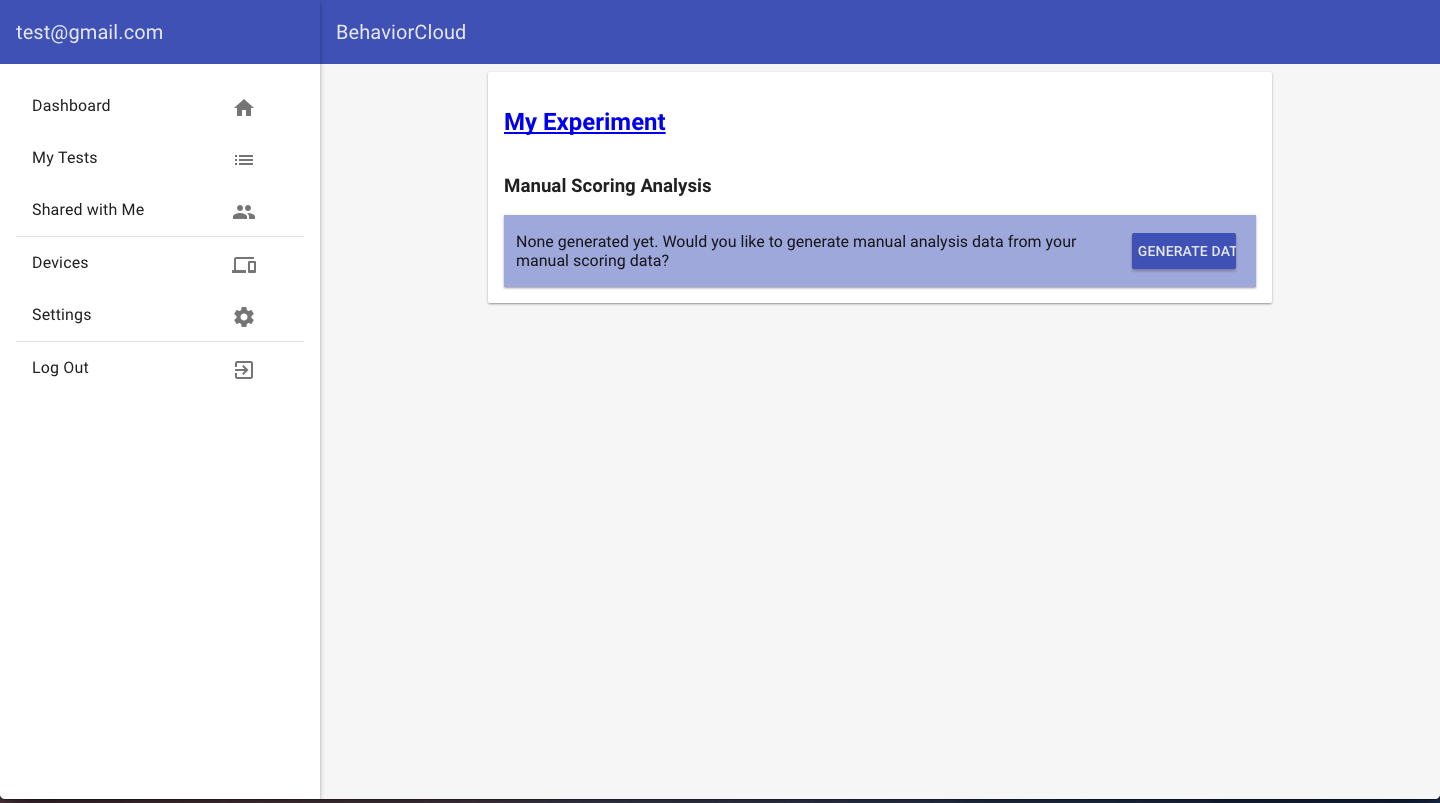 test@gmail.com
BehaviorCloud
Dashboard
My Tests
Shared with Me
Devices
Settings
Log Out
My Experiment
Manual Scoring Analysis
None generated yet. Would you like to generate manual analysis data from your
manual scoring data?
GENERATE DAT